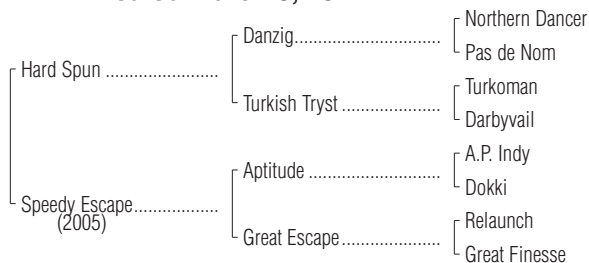 Northern Dancer
Danzig
Pas de Nom
Hard Spun
Turkoman
Turkish Tryst
Darbyvail
A.P. Indy
Aptitude
Dokki
Speedy Escape
(2005)
Relaunch
Great Escape
Great Finesse